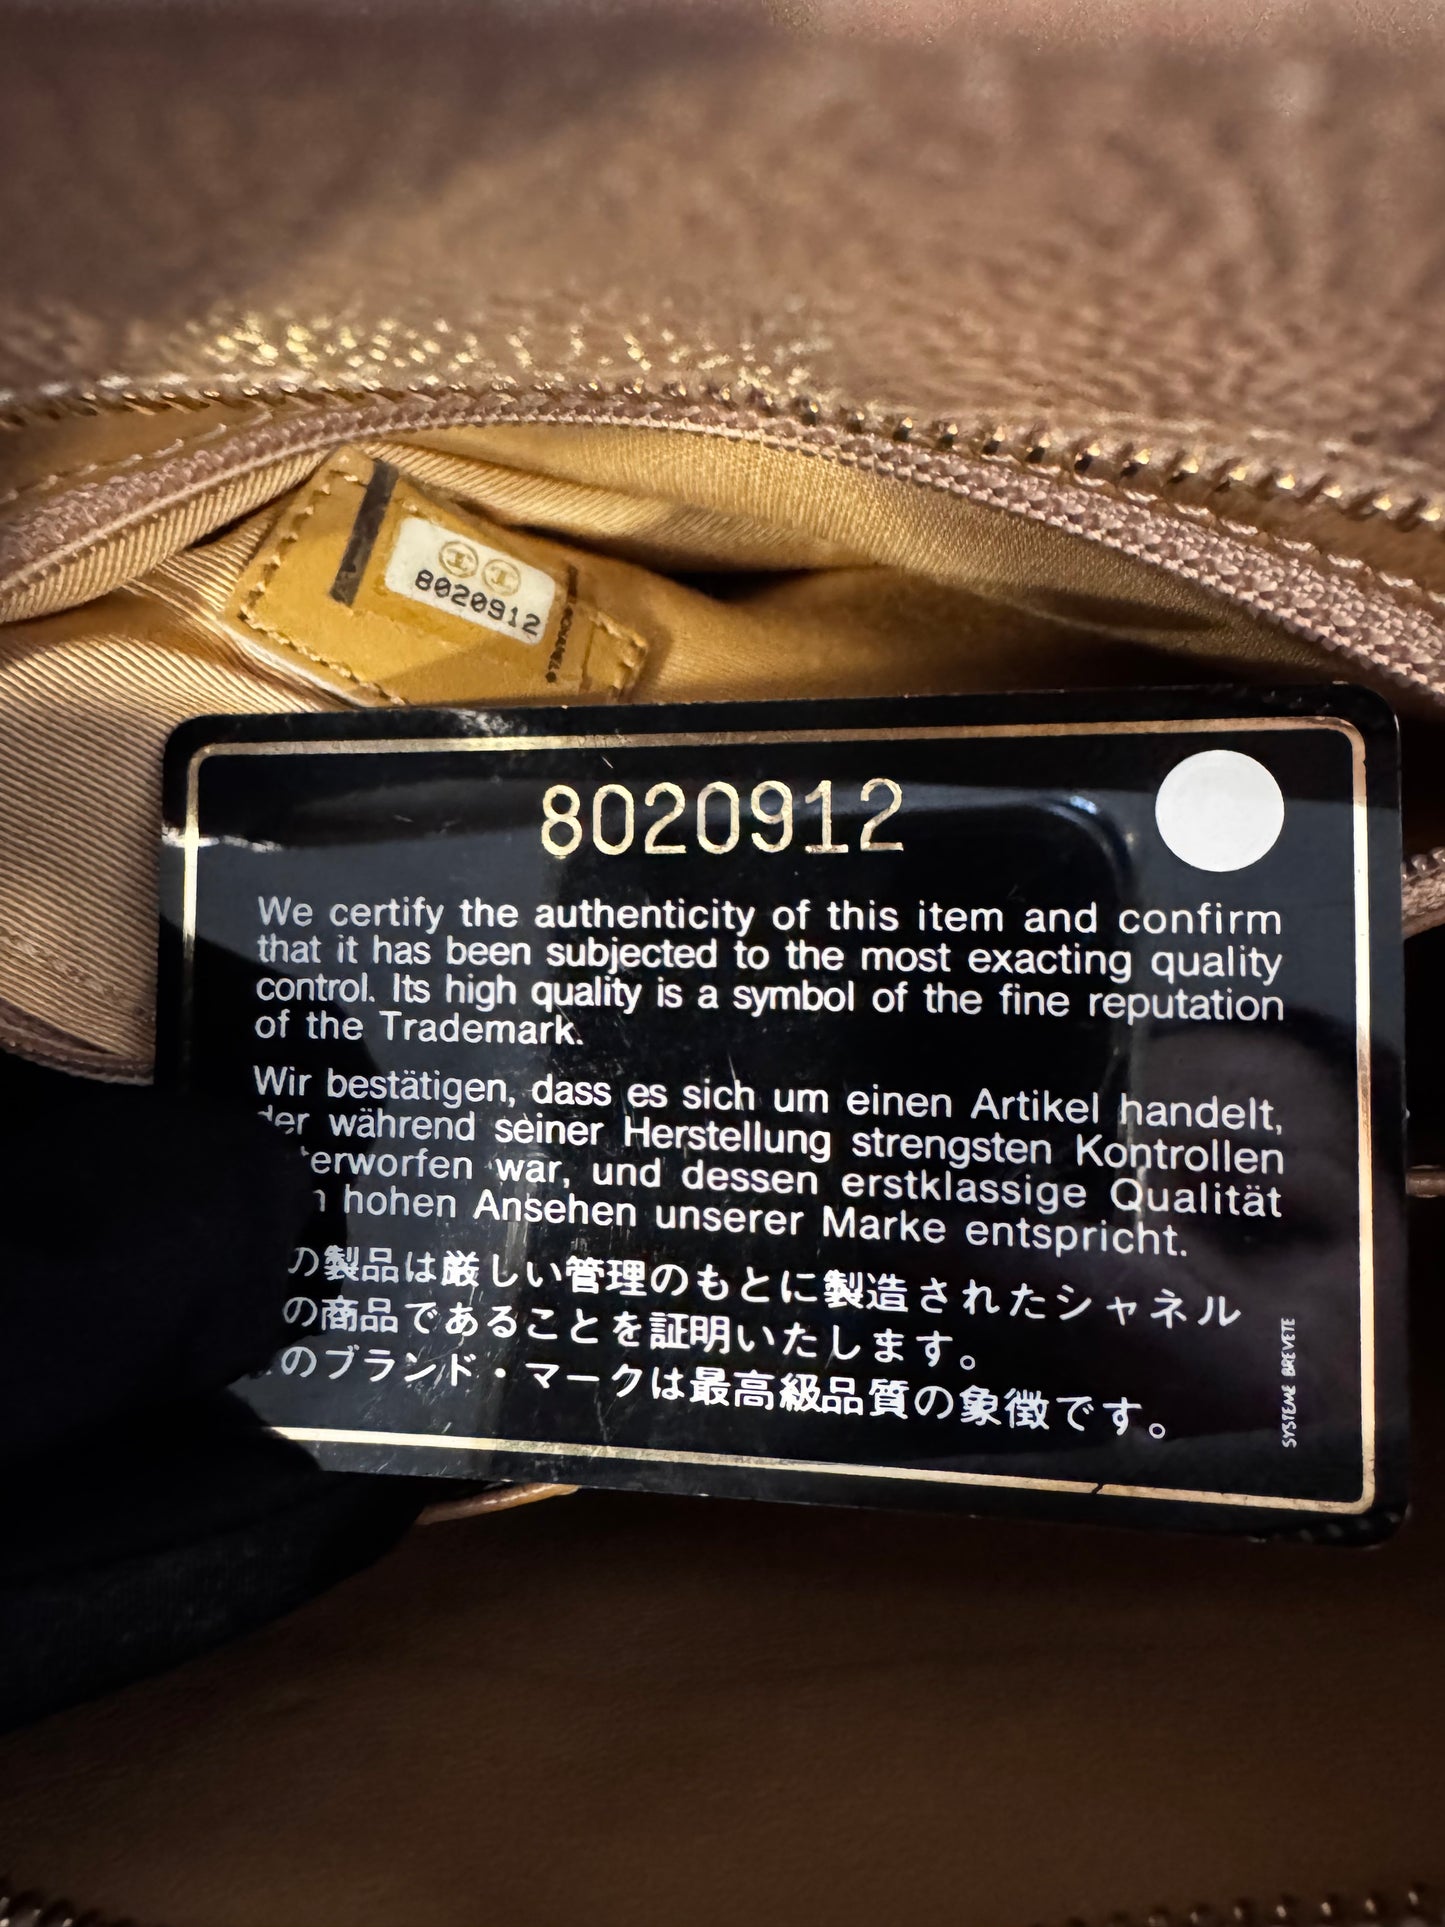 8020912
8020912
We certify the authenticity of this item and confirm
that it has been subjected to the most exacting quality
control. Its high quality is a symbol of the fine reputation
of the Trademark.
Wir bestätigen, dass es sich um einen Artikel handelt,
während seiner Herstellung strengsten Kontrollen
war, und dessen erstklassige Qualität
hohen Ansehen unserer Marke entspricht.
の製品は厳しい管理のもとに製造されたシャネル
の商品であることを証明いたします。
のブランド・マークは最高級品質の象徴です。
SYSTEME BREVETE